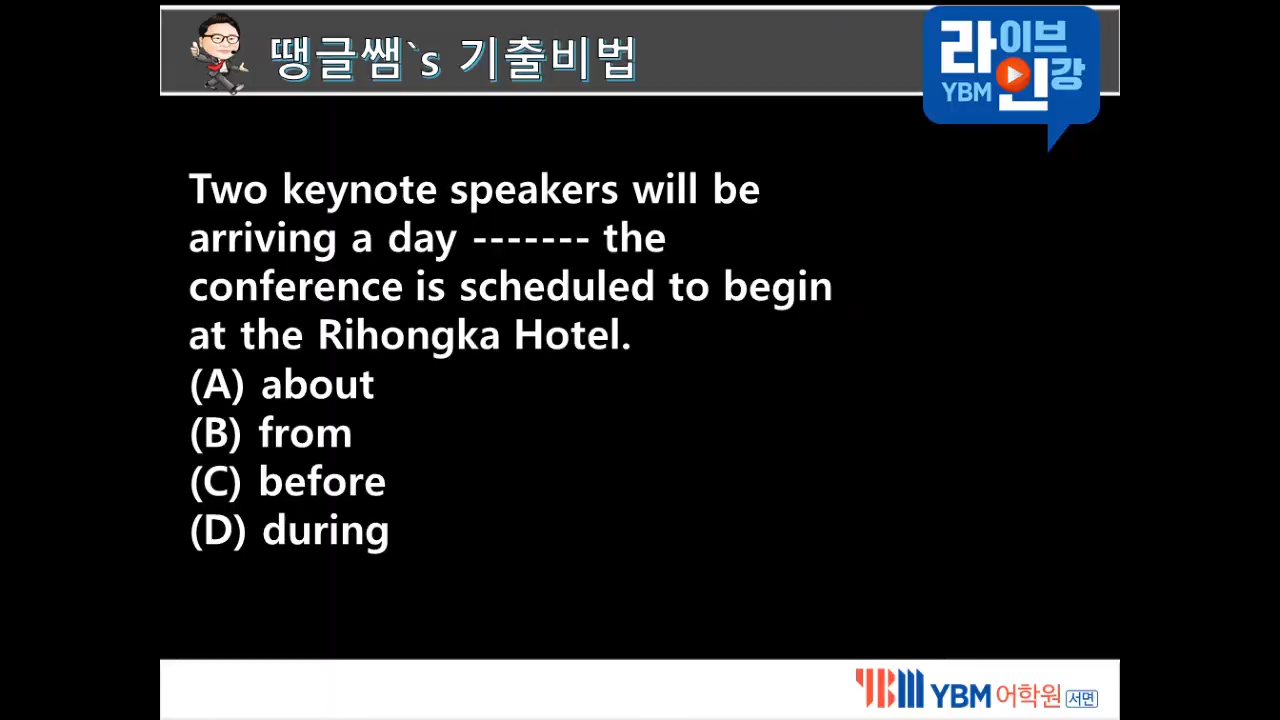 땡글쌤`s 기출비법
라이브
YBM 인강
Two keynote speakers will be
arriving a day ------- the
conference is scheduled to begin
at the Rihongka Hotel.
(A) about
(B) from
(C) before
(D) during
YBM YBM 어학원 서면